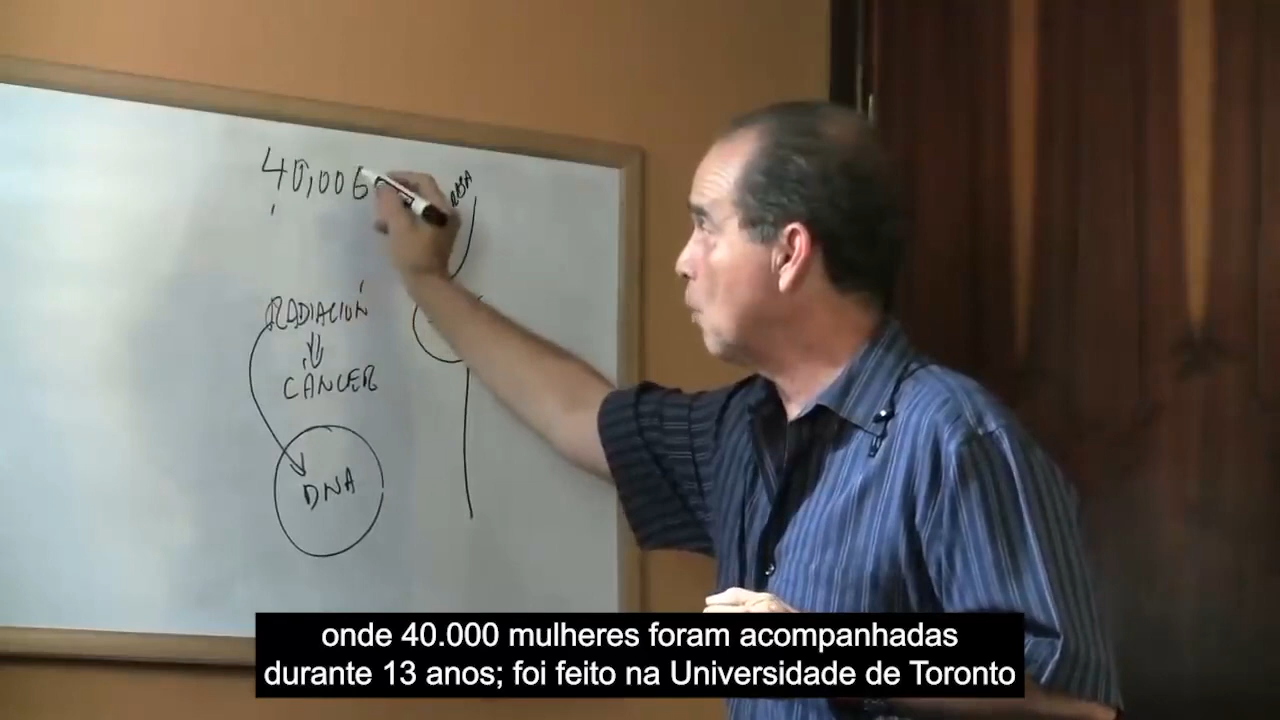 40,000
RADIACIÓN
CÁNCER
DNA
onde 40.000 mulheres foram acompanhadas
durante 13 anos; foi feito na Universidade de Toronto